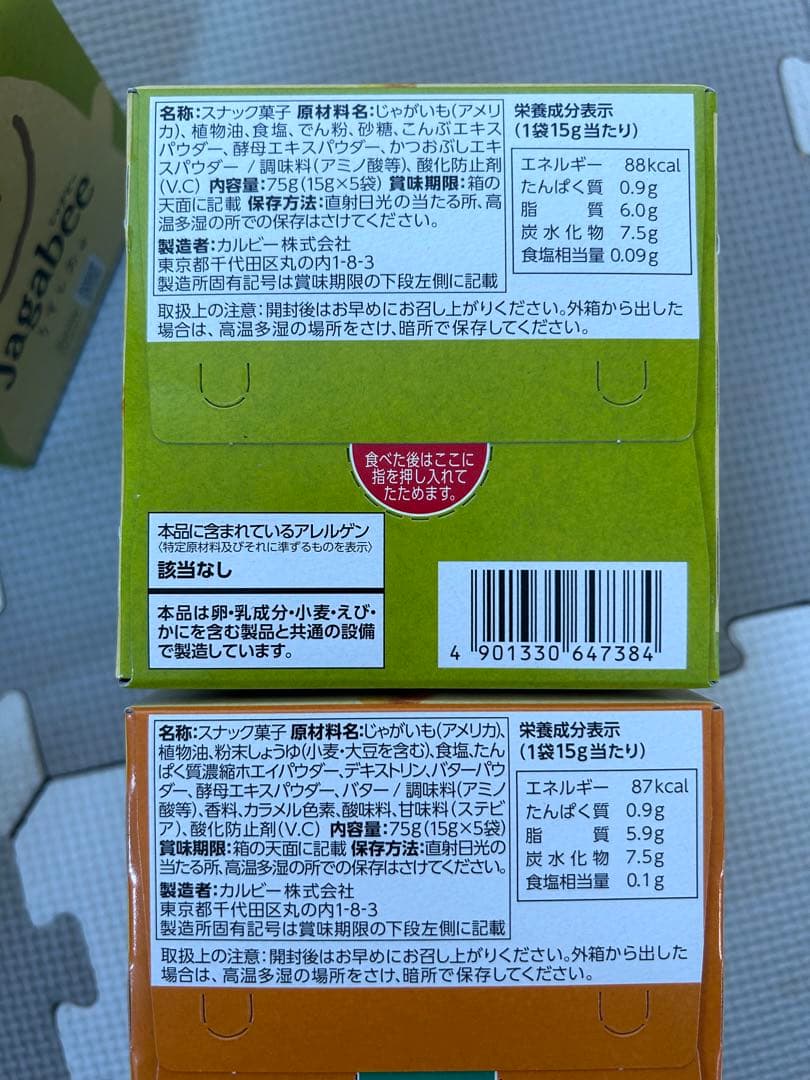 Jagabee
うすしお味
名称:スナック菓子 原材料名:じゃがいも(アメリ
カ)、植物油、食塩、でん粉、砂糖、こんぶエキス
パウダー、酵母エキスパウダー、かつおぶしエキ
スパウダー / 調味料(アミノ酸等)、酸化防止剤
(V.C) 内容量:75g(15g×5袋) 賞味期限:箱の
天面に記載 保存方法:直射日光の当たる所、高
温多湿の所での保存はさけてください。
製造者:カルビー株式会社
東京都千代田区丸の内1-8-3
製造所固有記号は賞味期限の下段左側に記載
栄養成分表示
(1袋15g当たり)
エネルギー 88kcal
たんぱく質 0.9g
脂 質 6.0g
炭水化物 7.5g
食塩相当量 0.09g
取扱上の注意:開封後はお早めにお召し上がりください。外箱から出した
場合は、高温多湿の場所をさけ、暗所で保存してください。
食べた後はここに
指を押し入れて
たためます。
本品に含まれているアレルゲン
〈特定原材料及びそれに準ずるものを表示〉
該当なし
本品は卵・乳成分・小麦・えび・
かにを含む製品と共通の設備
で製造しています。
4 901330 647384
名称:スナック菓子 原材料名:じゃがいも(アメリカ)、
植物油、粉末しょうゆ(小麦・大豆を含む)、食塩、たん
ぱく質濃縮ホエイパウダー、デキストリン、バターパウ
ダー、酵母エキスパウダー、バター / 調味料(アミノ
酸等)、香料、カラメル色素、酸味料、甘味料(ステビ
ア)、酸化防止剤(V.C) 内容量:75g(15g×5袋)
賞味期限:箱の天面に記載 保存方法:直射日光の
当たる所、高温多湿の所での保存はさけてください。
製造者:カルビー株式会社
東京都千代田区丸の内1-8-3
製造所固有記号は賞味期限の下段左側に記載
栄養成分表示
(1袋15g当たり)
エネルギー 87kcal
たんぱく質 0.9g
脂 質 5.9g
炭水化物 7.5g
食塩相当量 0.1g
取扱上の注意:開封後はお早めにお召し上がりください。外箱から出した
場合は、高温多湿の場所をさけ、暗所で保存してください。